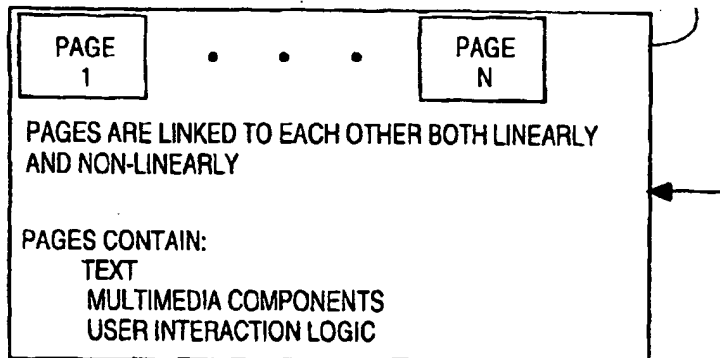 PAGE 1 • • • PAGE N
PAGES ARE LINKED TO EACH OTHER BOTH LINEARLY
AND NON-LINEARLY
PAGES CONTAIN:
TEXT
MULTIMEDIA COMPONENTS
USER INTERACTION LOGIC